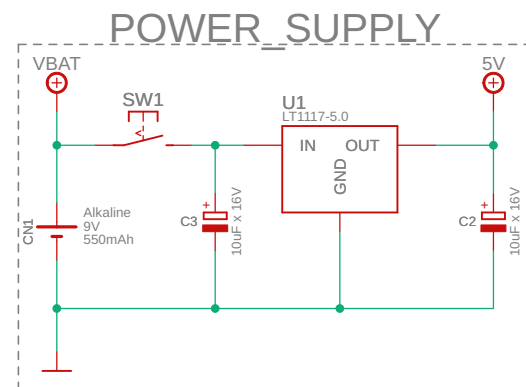 POWER_SUPPLY
VBAT
5V
SW1
U1
LT1117-5.0
IN
OUT
GND
CN1
Alkaline
9V
550mAh
+
C3
10uF x 16V
+
C2
10uF x 16V